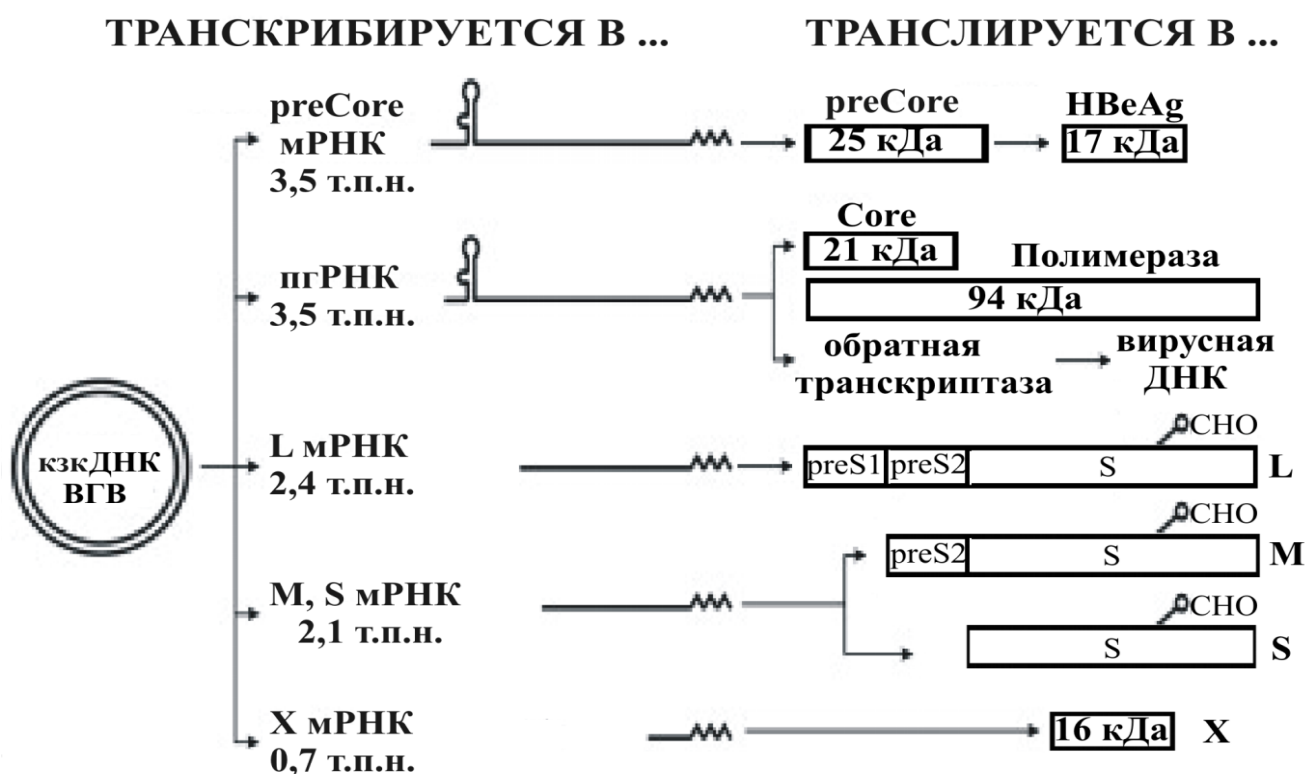 ТРАНСКРИБИРУЕТСЯ В ...
ТРАНСЛИРУЕТСЯ В ...
preCore
мРНК
3,5 т.п.н.
preCore
25 кДа
HBeAg
17 кДа
пгРНК
3,5 т.п.н.
Core
21 кДа
Полимераза
94 кДа
обратная
транскриптаза
вирусная
ДНК
кзкДНК
ВГВ
L мРНК
2,4 т.п.н.
CHO
preS1 preS2 S L
M, S мРНК
2,1 т.п.н.
CHO
preS2 S M
CHO
S S
X мРНК
0,7 т.п.н.
16 кДа X